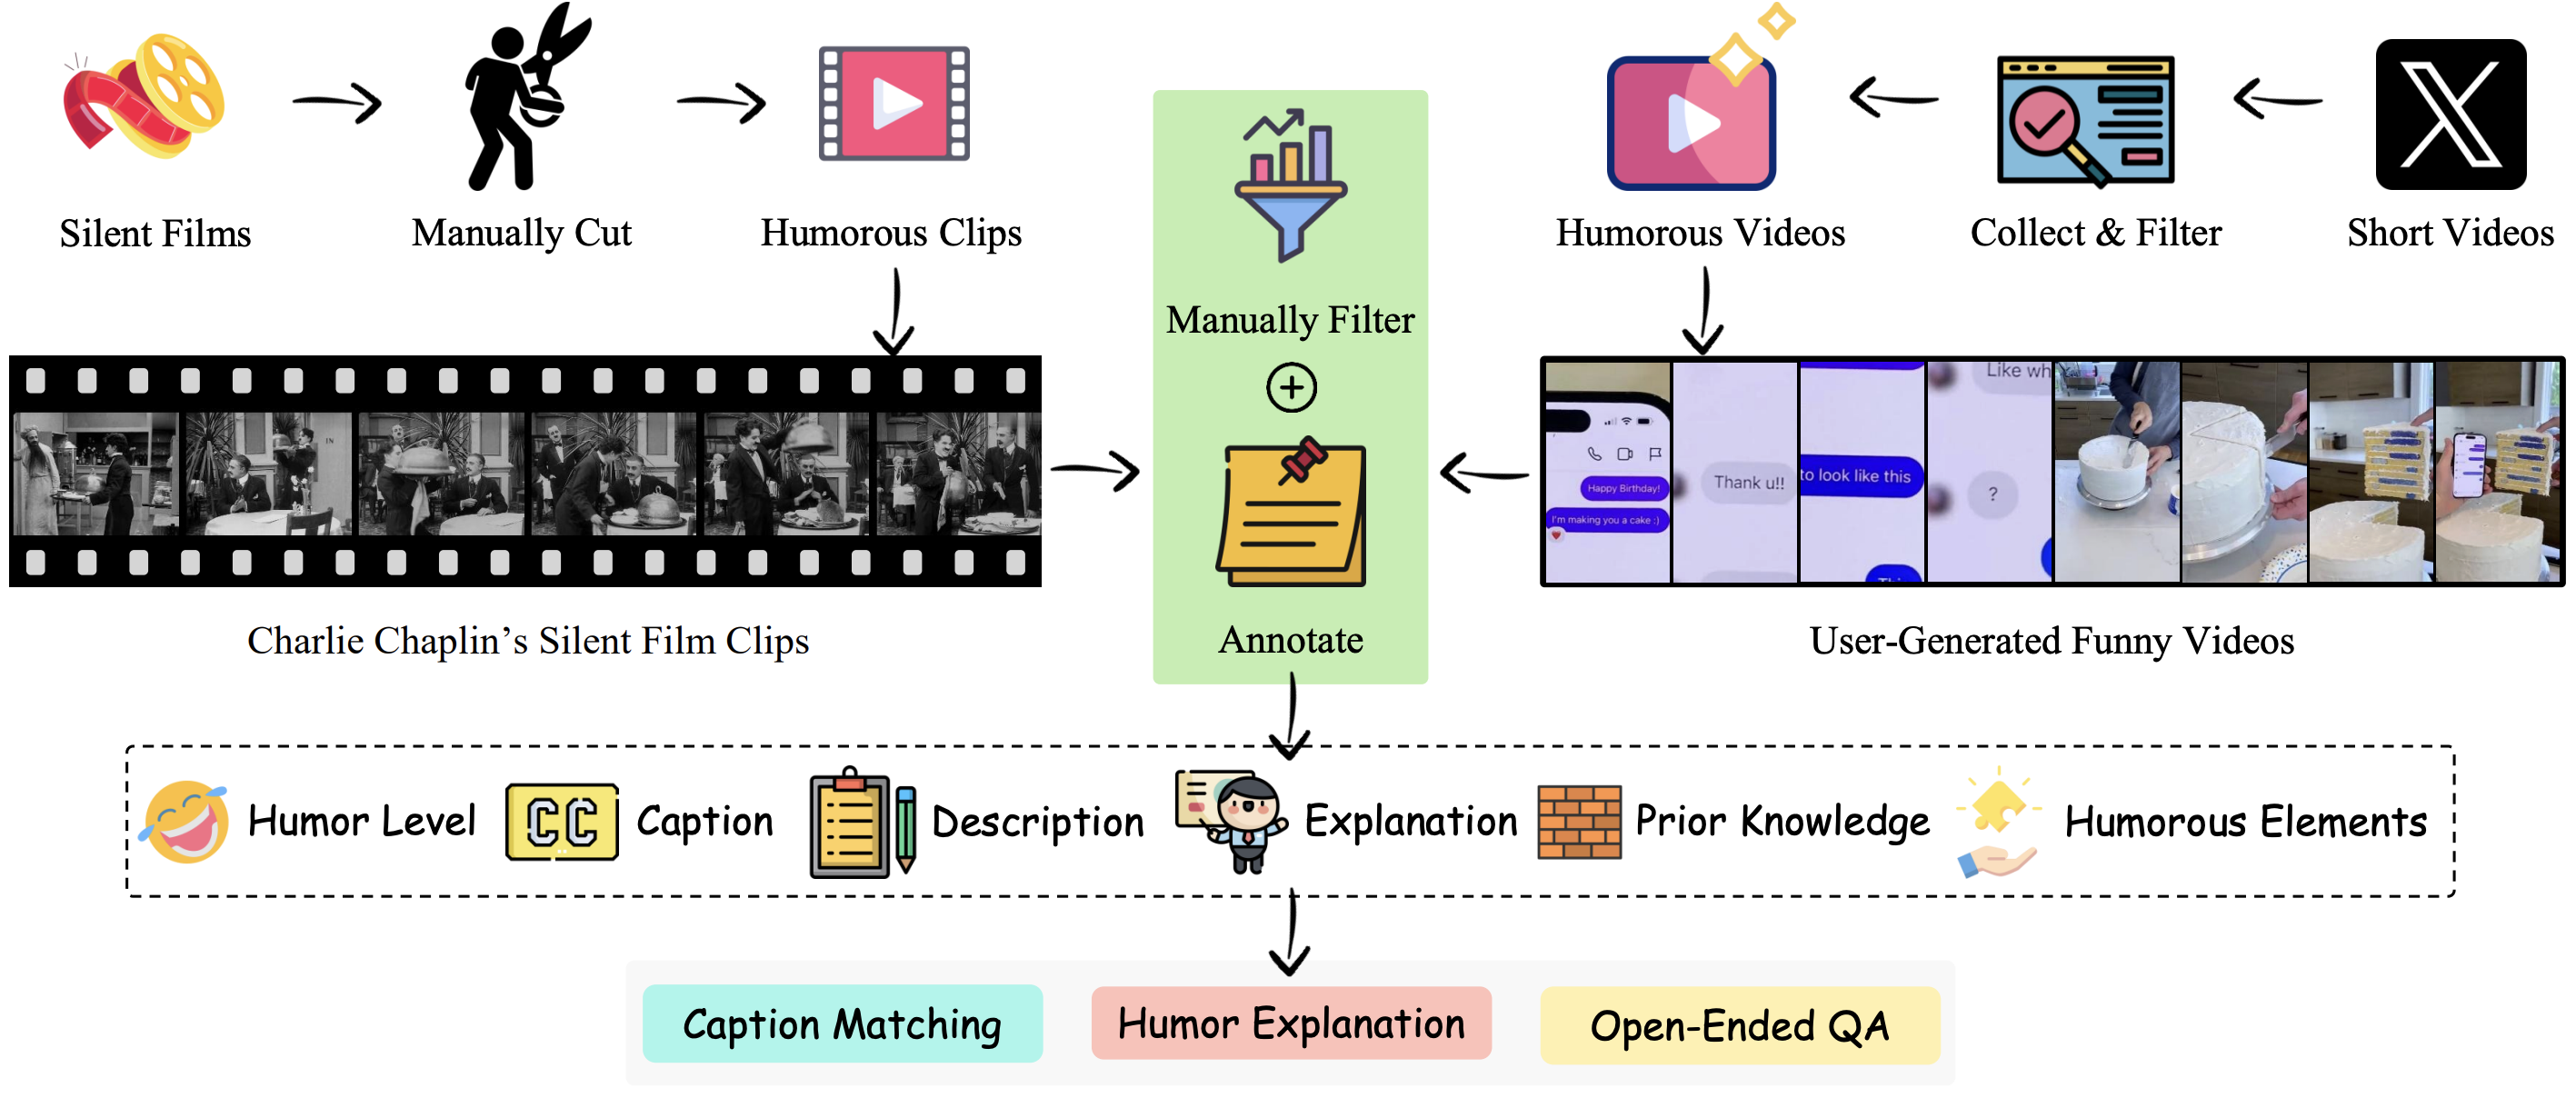 Silent Films
Manually Cut
Humorous Clips
Humorous Videos
Collect & Filter
Short Videos
Manually Filter
Annotate
IN
Happy Birthday!
I'm making you a cake :)
Thank u!!
to look like this
Like wh
?
Charlie Chaplin's Silent Film Clips
User-Generated Funny Videos
Humor Level
CC
Caption
Description
Explanation
Prior Knowledge
Humorous Elements
Caption Matching
Humor Explanation
Open-Ended QA